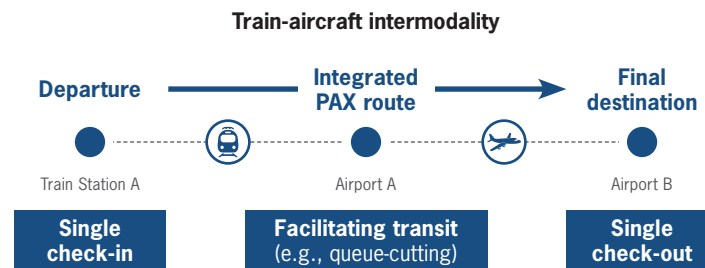 Train-aircraft intermodality
Departure
Integrated
PAX route
Final
destination
Train Station A
Airport A
Airport B
Single
check-in
Facilitating transit
(e.g., queue-cutting)
Single
check-out